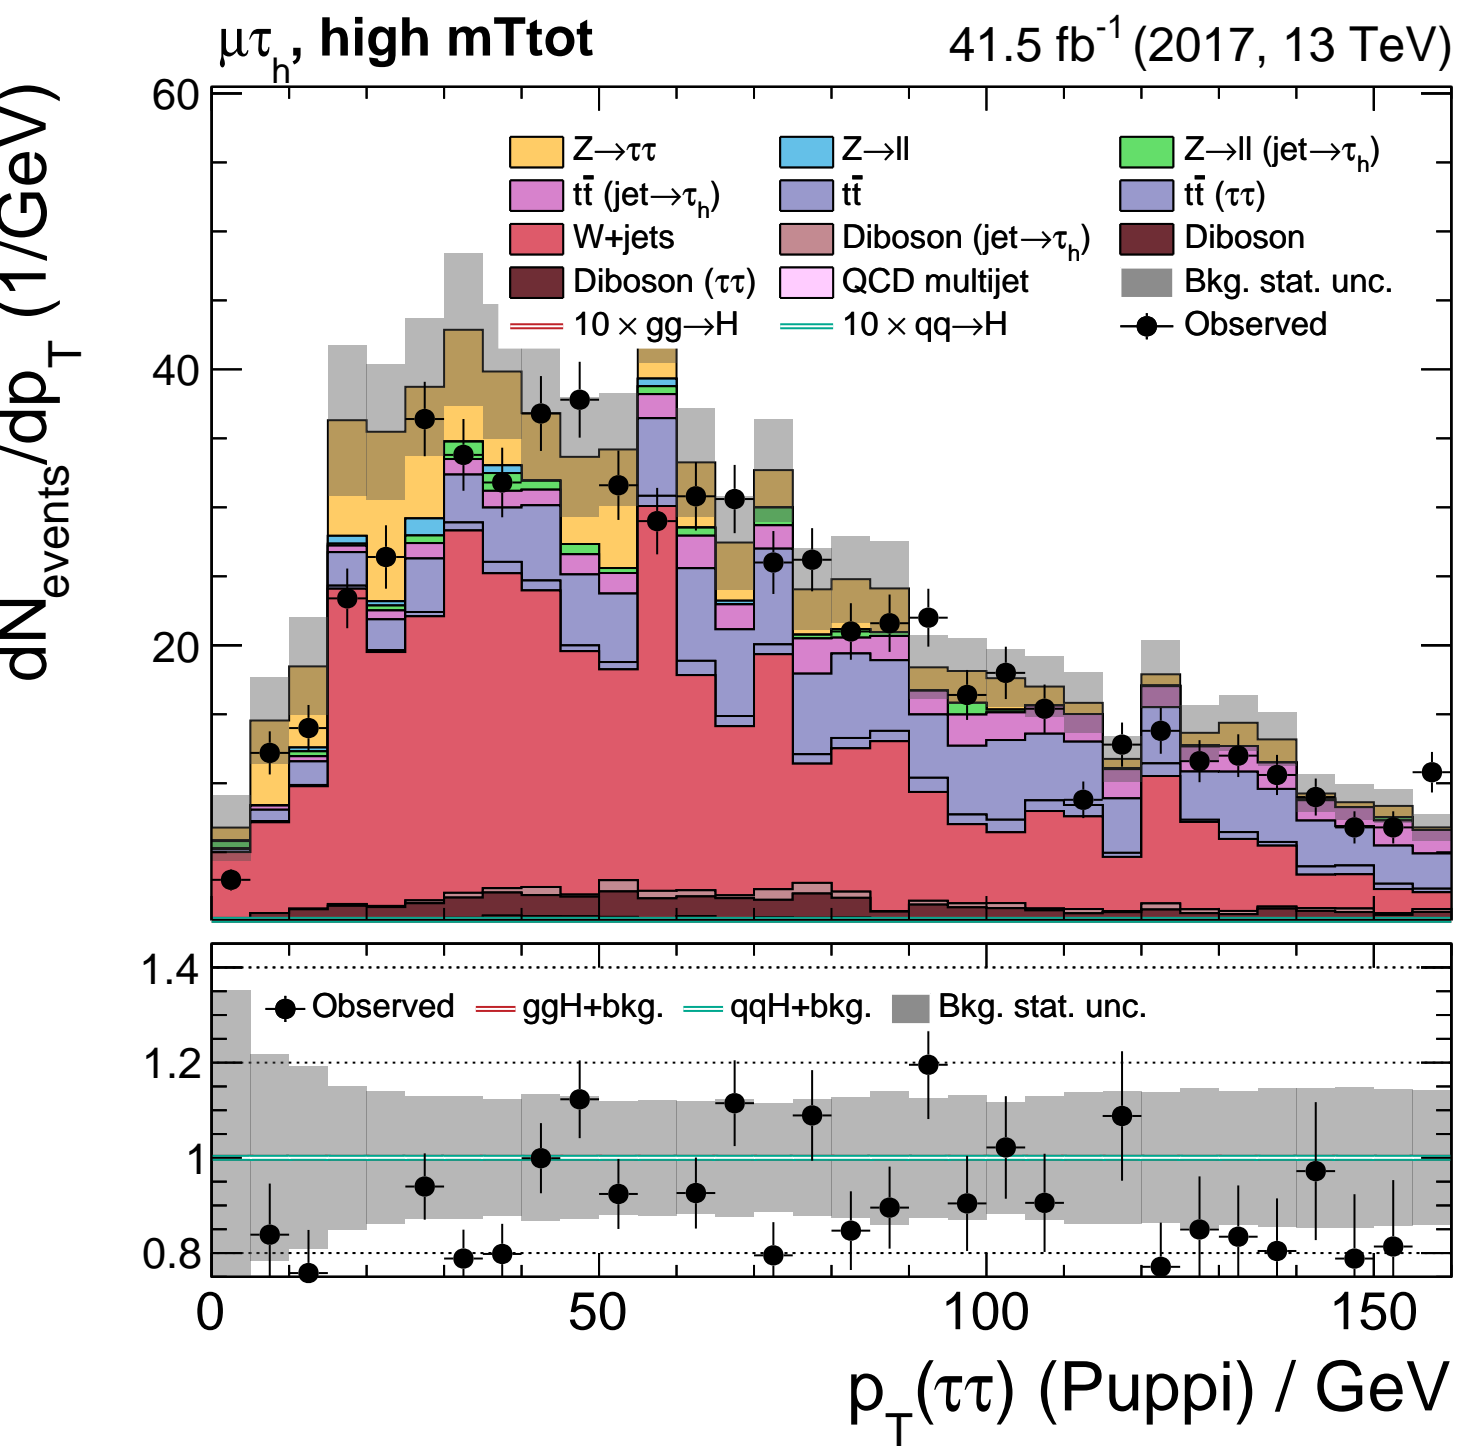 μτh, high mTtot 41.5 fb-1 (2017, 13 TeV)
dNevents/dpT (1/GeV)
60
40
20
Z→ττ Z→ll Z→ll (jet→τh)
tt̄ (jet→τh) tt̄ tt̄ (ττ)
W+jets Diboson (jet→τh) Diboson
Diboson (ττ) QCD multijet Bkg. stat. unc.
10 × gg→H 10 × qq→H Observed
1.4
1.2
1
0.8
Observed ggH+bkg. qqH+bkg. Bkg. stat. unc.
0 50 100 150
pT(ττ) (Puppi) / GeV